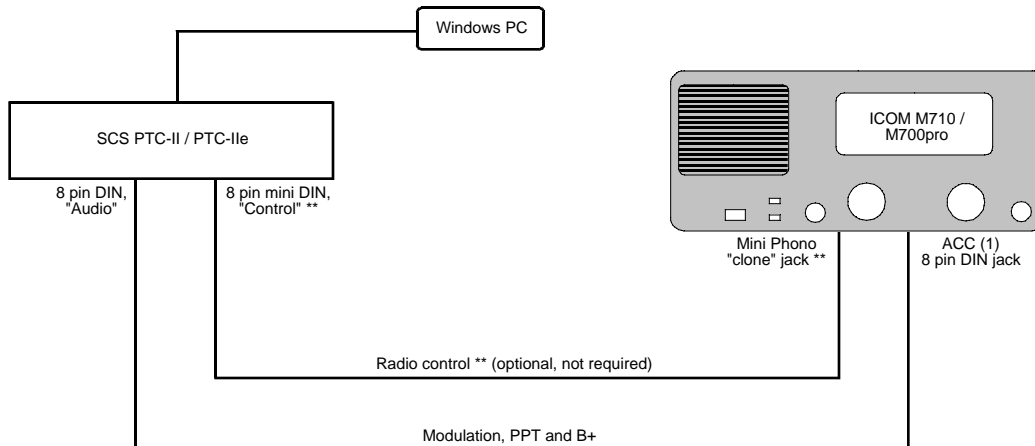 Windows PC
SCS PTC-II / PTC-IIe
ICOM M710 /
M700pro
8 pin DIN,
"Audio"
8 pin mini DIN,
"Control" **
Mini Phono
"clone" jack **
ACC (1)
8 pin DIN jack
Radio control ** (optional, not required)
Modulation, PPT and B+